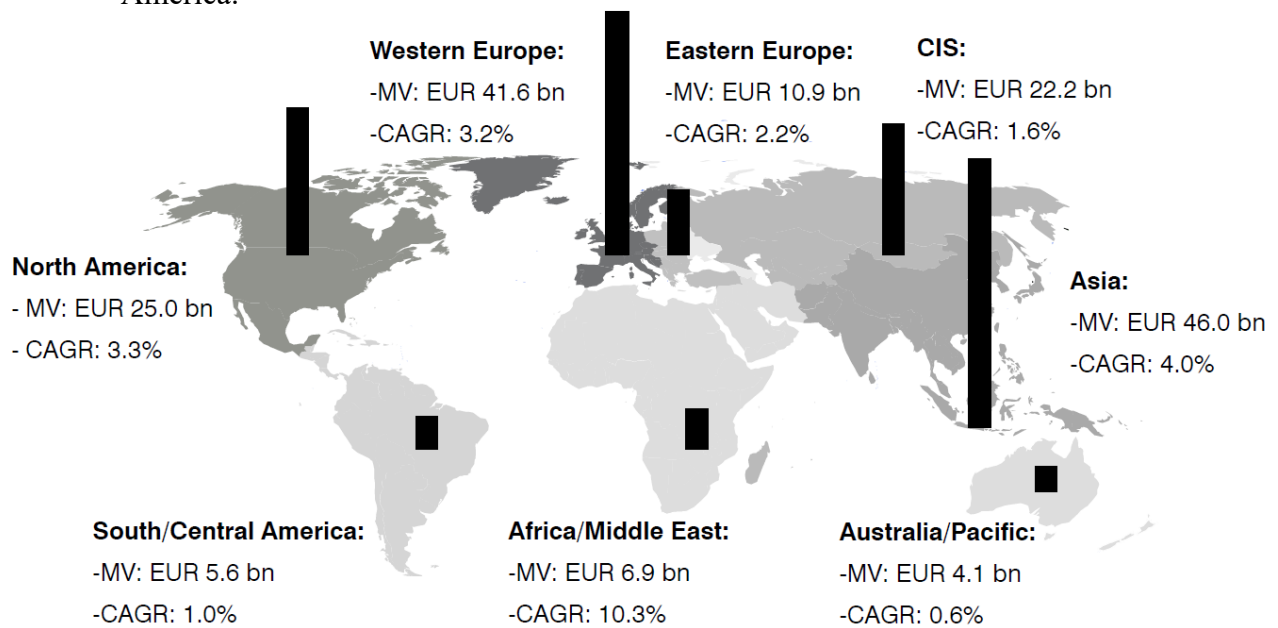 America.
Western Europe:
-MV: EUR 41.6 bn
-CAGR: 3.2%
Eastern Europe:
-MV: EUR 10.9 bn
-CAGR: 2.2%
CIS:
-MV: EUR 22.2 bn
-CAGR: 1.6%
North America:
- MV: EUR 25.0 bn
- CAGR: 3.3%
Asia:
-MV: EUR 46.0 bn
-CAGR: 4.0%
South/Central America:
-MV: EUR 5.6 bn
-CAGR: 1.0%
Africa/Middle East:
-MV: EUR 6.9 bn
-CAGR: 10.3%
Australia/Pacific:
-MV: EUR 4.1 bn
-CAGR: 0.6%